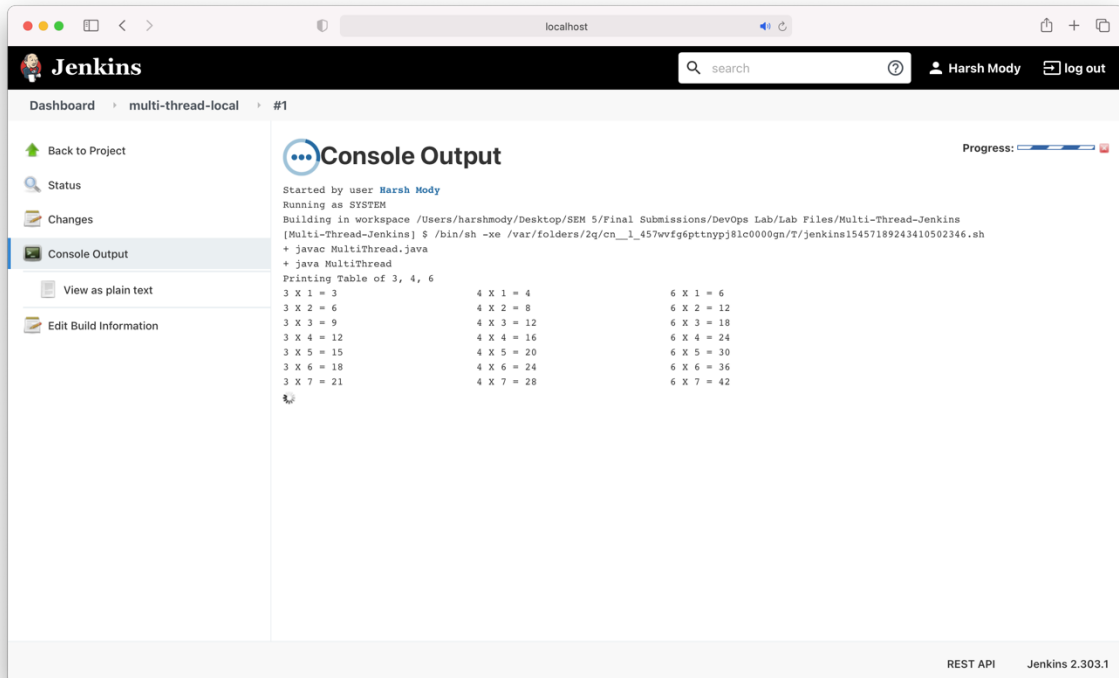 localhost
Jenkins
search
Harsh Mody
log out
Dashboard
multi-thread-local
#1
Back to Project
Status
Changes
Console Output
View as plain text
Edit Build Information
Console Output
Progress:
Started by user Harsh Mody
Running as SYSTEM
Building in workspace /Users/harshmody/Desktop/SEM 5/Final Submissions/DevOps Lab/Lab Files/Multi-Thread-Jenkins
[Multi-Thread-Jenkins] $ /bin/sh -xe /var/folders/2q/cn__l_457wvfg6pttnypj81c0000gn/T/jenkins15457189243410502346.sh
+ javac MultiThread.java
+ java MultiThread
Printing Table of 3, 4, 6
3 X 1 = 3 4 X 1 = 4 6 X 1 = 6
3 X 2 = 6 4 X 2 = 8 6 X 2 = 12
3 X 3 = 9 4 X 3 = 12 6 X 3 = 18
3 X 4 = 12 4 X 4 = 16 6 X 4 = 24
3 X 5 = 15 4 X 5 = 20 6 X 5 = 30
3 X 6 = 18 4 X 6 = 24 6 X 6 = 36
3 X 7 = 21 4 X 7 = 28 6 X 7 = 42
REST API
Jenkins 2.303.1